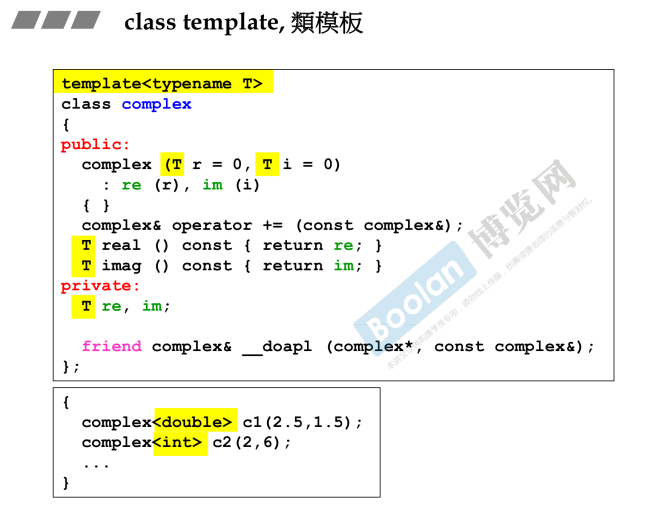 class template, 類模板
template<typename T>
class complex
{
public:
complex (T r = 0, T i = 0)
: re (r), im (i)
{ }
complex& operator += (const complex&);
T real () const { return re; }
T imag () const { return im; }
private:
T re, im;
friend complex& __doapl (complex*, const complex&);
};
Boolan 博览网
{
complex<double> c1(2.5,1.5);
complex<int> c2(2,6);
...
}